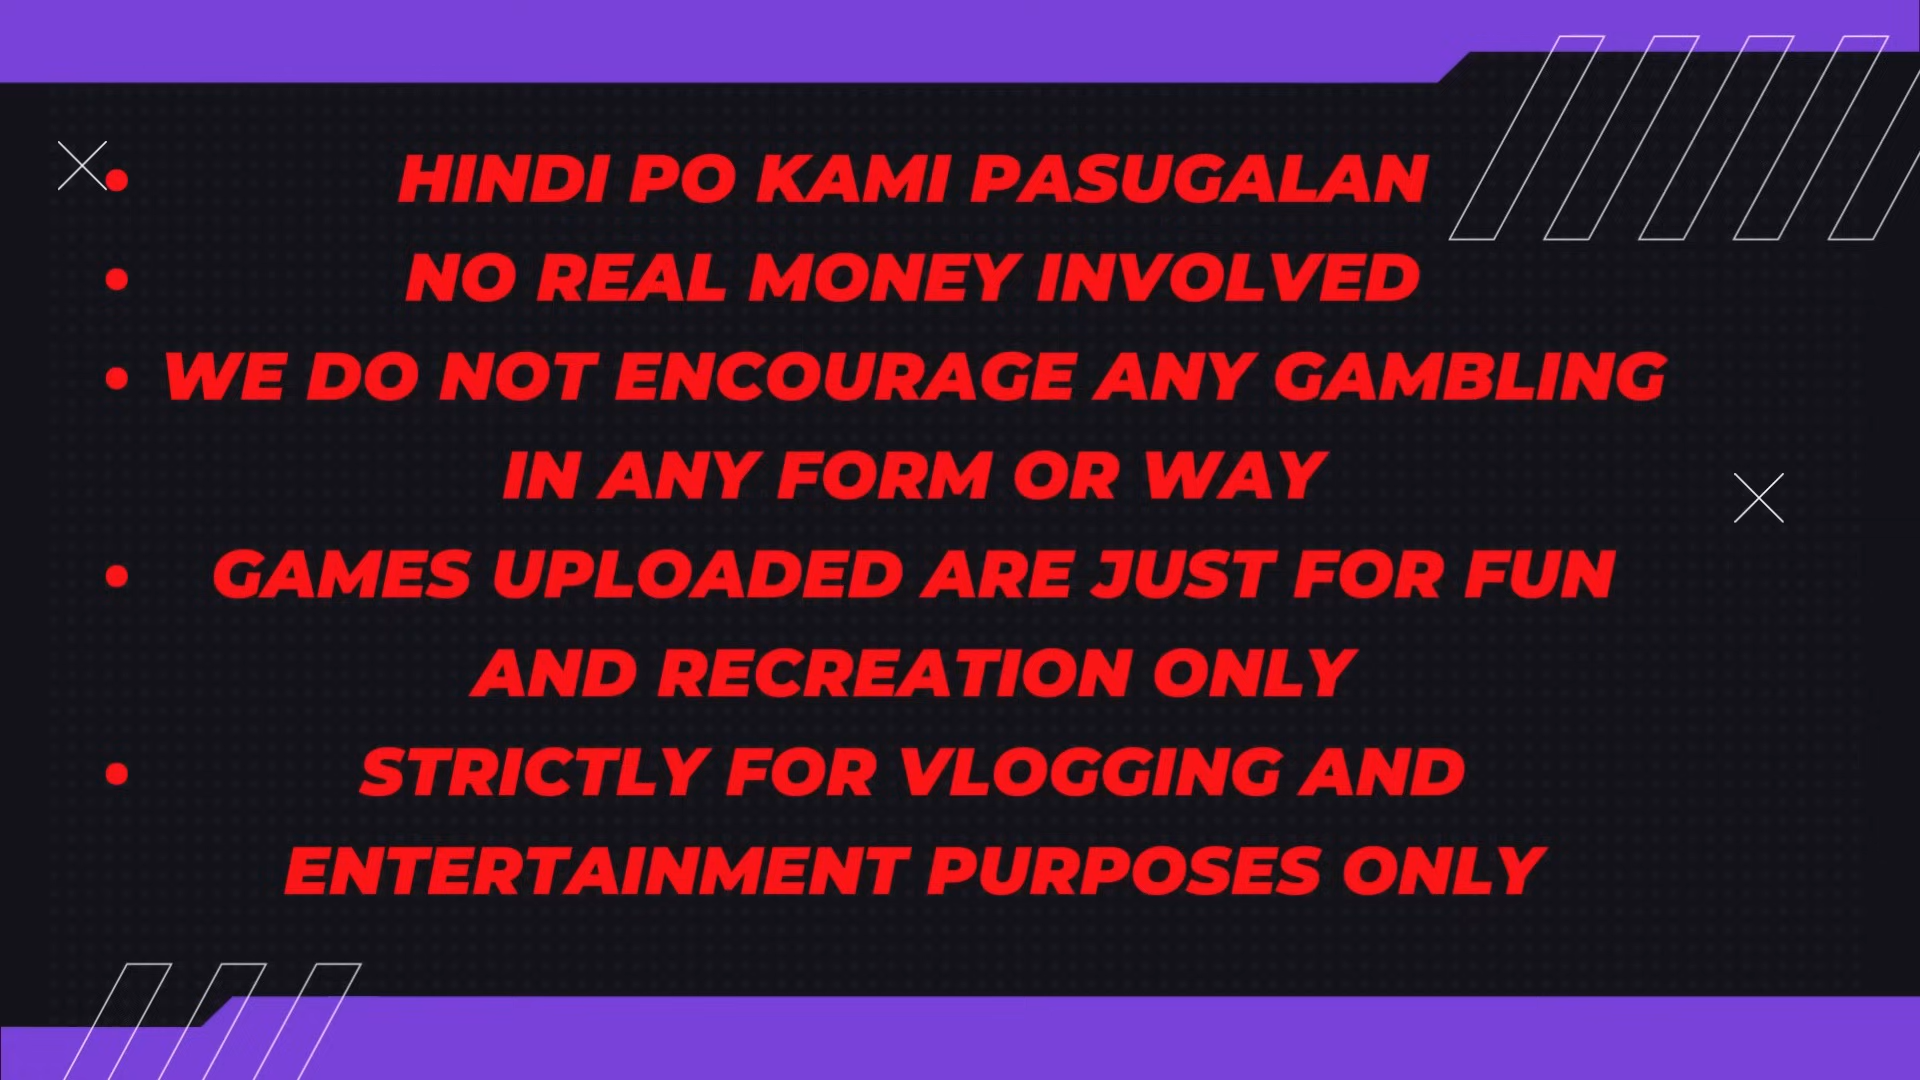 • HINDI PO KAMI PASUGALAN
• NO REAL MONEY INVOLVED
• WE DO NOT ENCOURAGE ANY GAMBLING
IN ANY FORM OR WAY
• GAMES UPLOADED ARE JUST FOR FUN
AND RECREATION ONLY
• STRICTLY FOR VLOGGING AND
ENTERTAINMENT PURPOSES ONLY